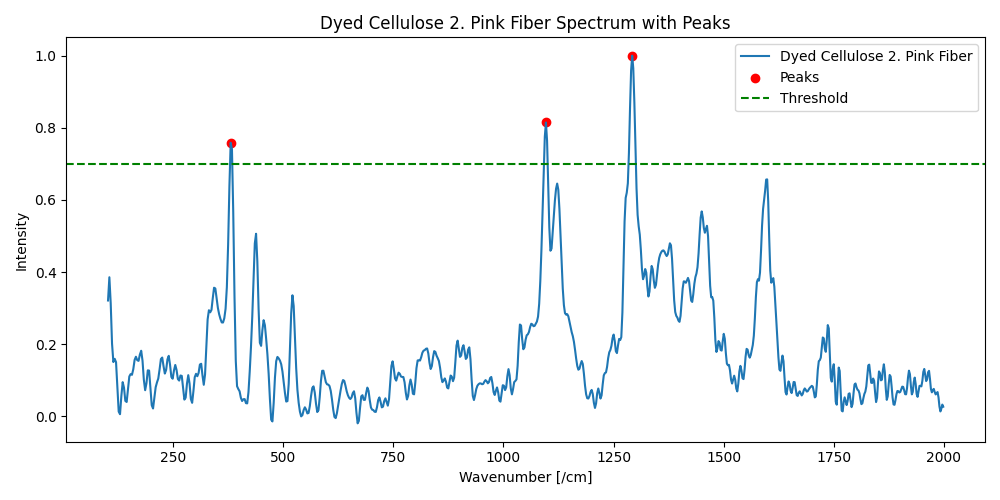 Dyed Cellulose 2. Pink Fiber Spectrum with Peaks
Dyed Cellulose 2. Pink Fiber
Peaks
Threshold
1.0
0.8
0.6
0.4
0.2
0.0
Intensity
250 500 750 1000 1250 1500 1750 2000
Wavenumber [/cm]